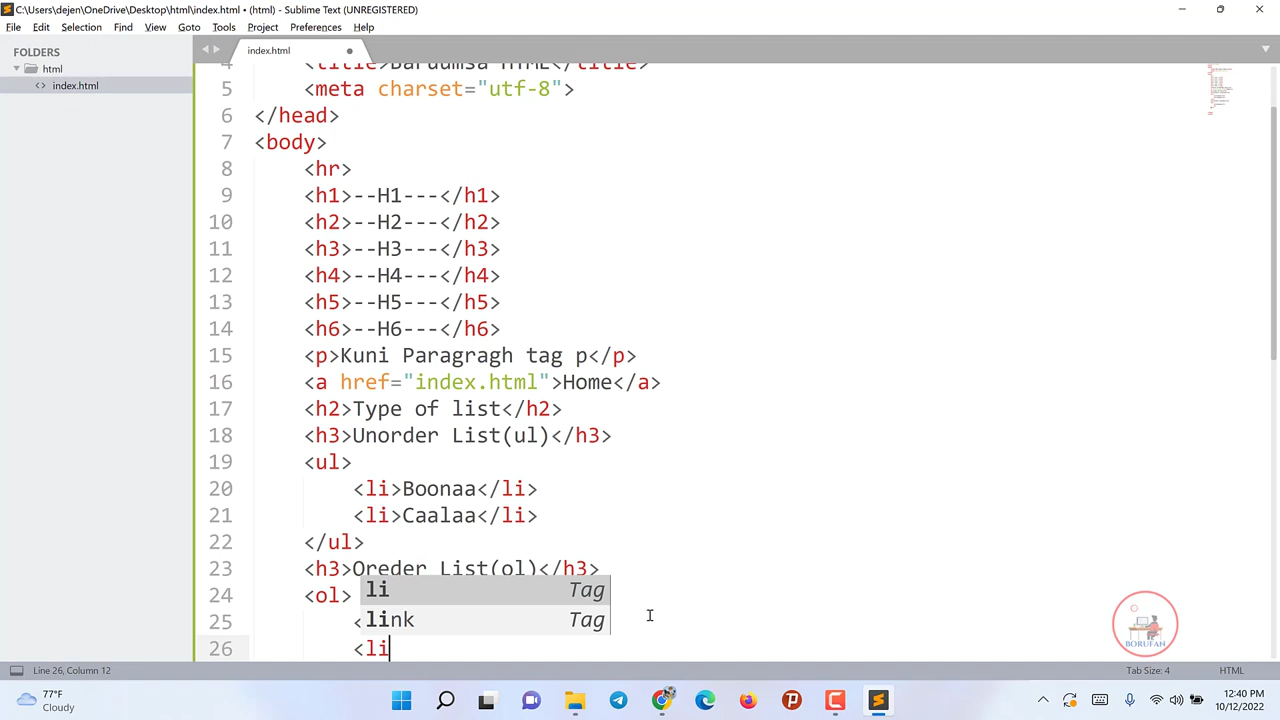 C:\Users\dejen\OneDrive\Desktop\html\index.html • (html) - Sublime Text (UNREGISTERED)
File Edit Selection Find View Goto Tools Project Preferences Help
FOLDERS
html
<> index.html
index.html
4 <title>Baruumsa HTML</title>
5 <meta charset="utf-8">
6 </head>
7 <body>
8 <hr>
9 <h1>--H1---</h1>
10 <h2>--H2---</h2>
11 <h3>--H3---</h3>
12 <h4>--H4---</h4>
13 <h5>--H5---</h5>
14 <h6>--H6---</h6>
15 <p>Kuni Paragragh tag p</p>
16 <a href="index.html">Home</a>
17 <h2>Type of list</h2>
18 <h3>Unorder List(ul)</h3>
19 <ul>
20 <li>Boonaa</li>
21 <li>Caalaa</li>
22 </ul>
23 <h3>Oreder List(ol)</h3>
24 <ol>
li Tag
25 <
link Tag
26 <li
BORUFAN
Line 26, Column 12
Tab Size: 4
HTML
77°F
Cloudy
12:40 PM
10/12/2022